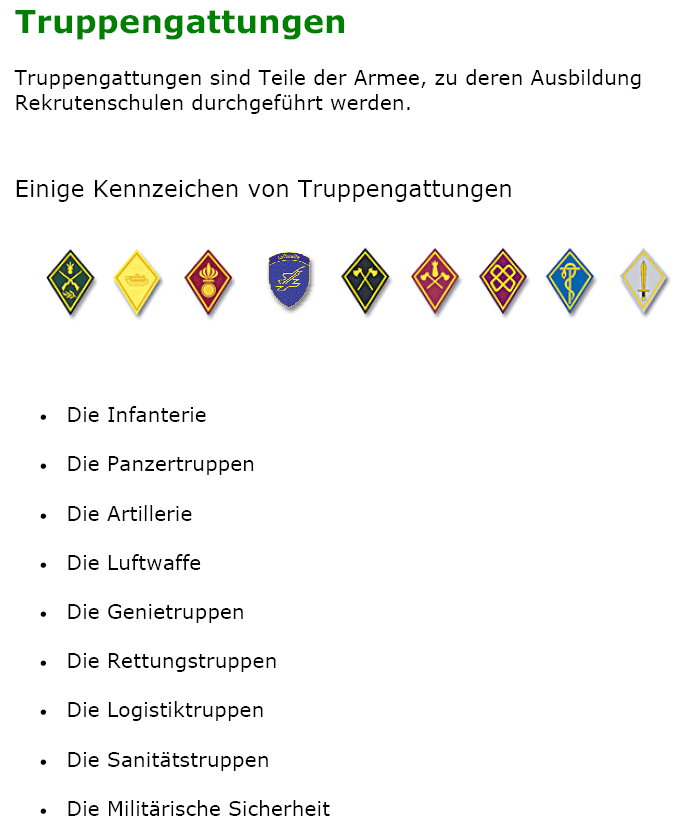 Truppengattungen
Truppengattungen sind Teile der Armee, zu deren Ausbildung
Rekrutenschulen durchgeführt werden.
Einige Kennzeichen von Truppengattungen
Die Infanterie
Die Panzertruppen
Die Artillerie
Die Luftwaffe
Die Genietruppen
Die Rettungstruppen
Die Logistiktruppen
Die Sanitätstruppen
Die Militärische Sicherheit